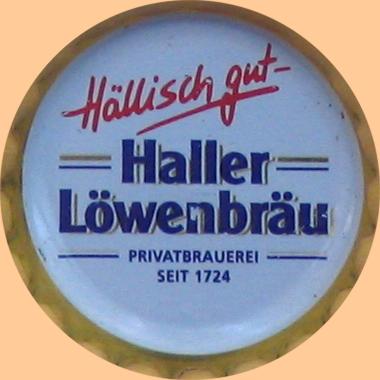 Hällisch gut-
Haller
Löwenbräu
PRIVATBRAUEREI
SEIT 1724